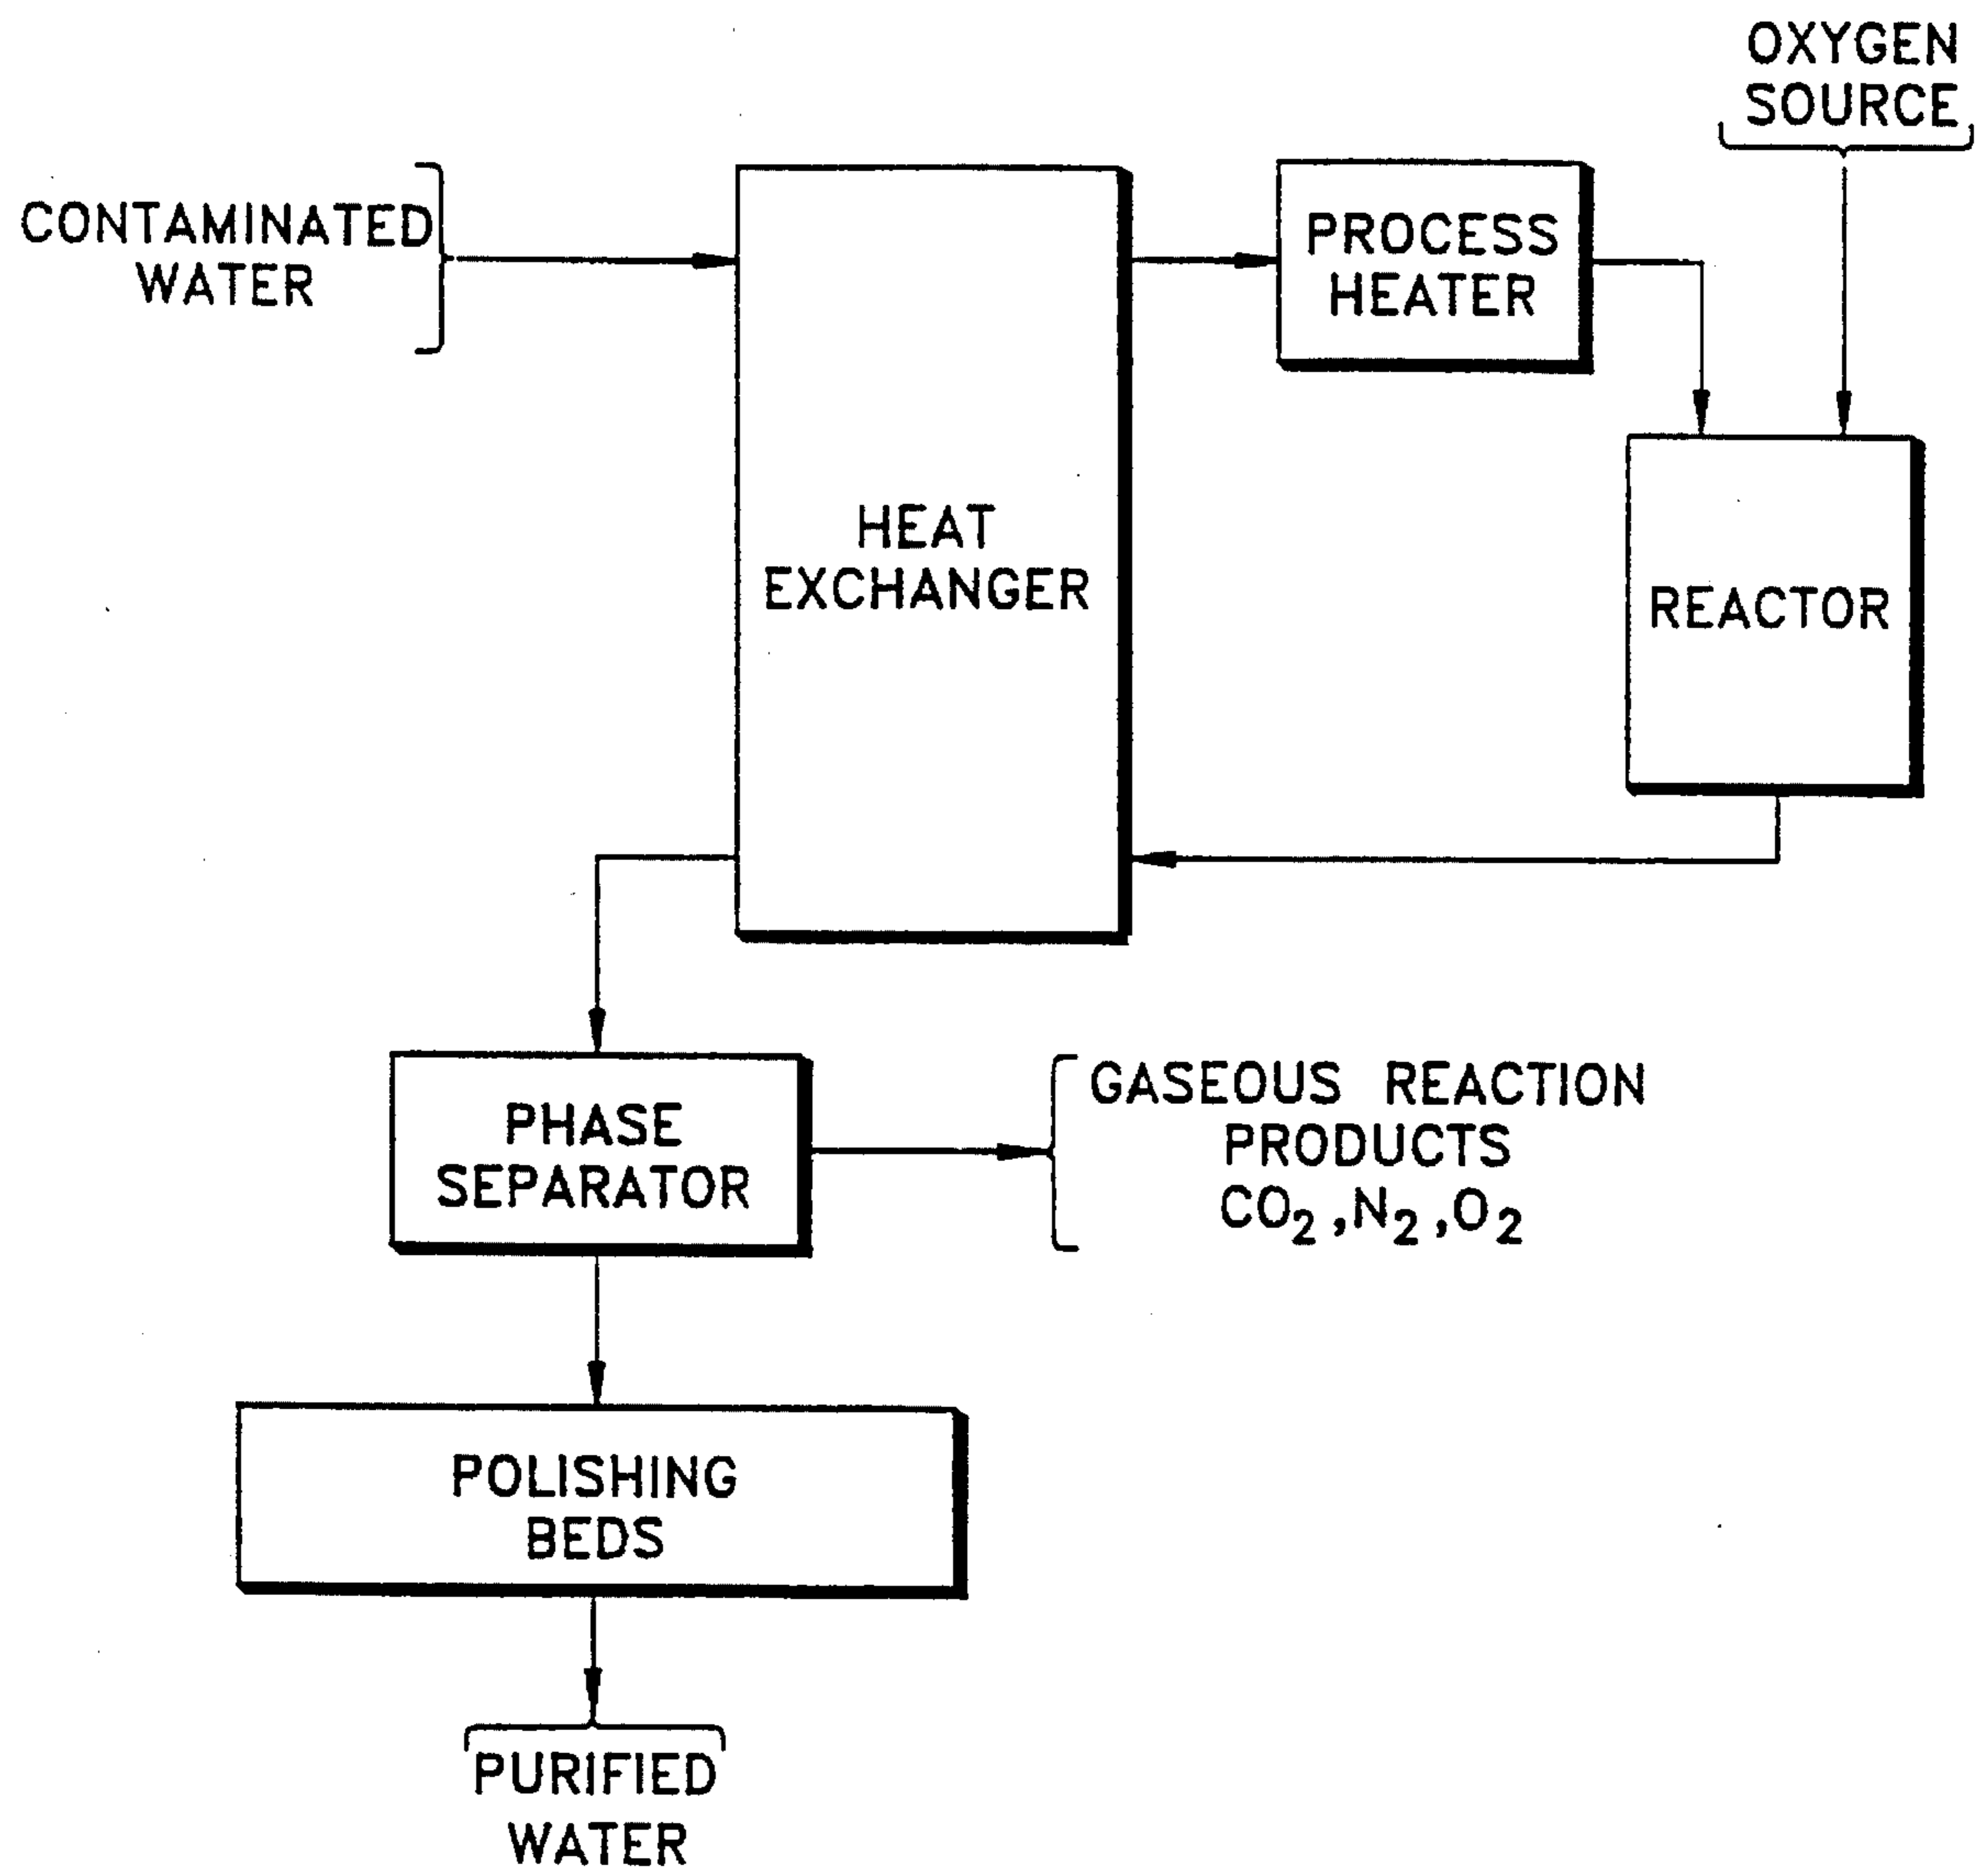 OXYGEN
SOURCE
CONTAMINATED
WATER
PROCESS
HEATER
HEAT
EXCHANGER
REACTOR
PHASE
SEPARATOR
GASEOUS REACTION
PRODUCTS
CO₂,N₂,O₂
POLISHING
BEDS
PURIFIED
WATER